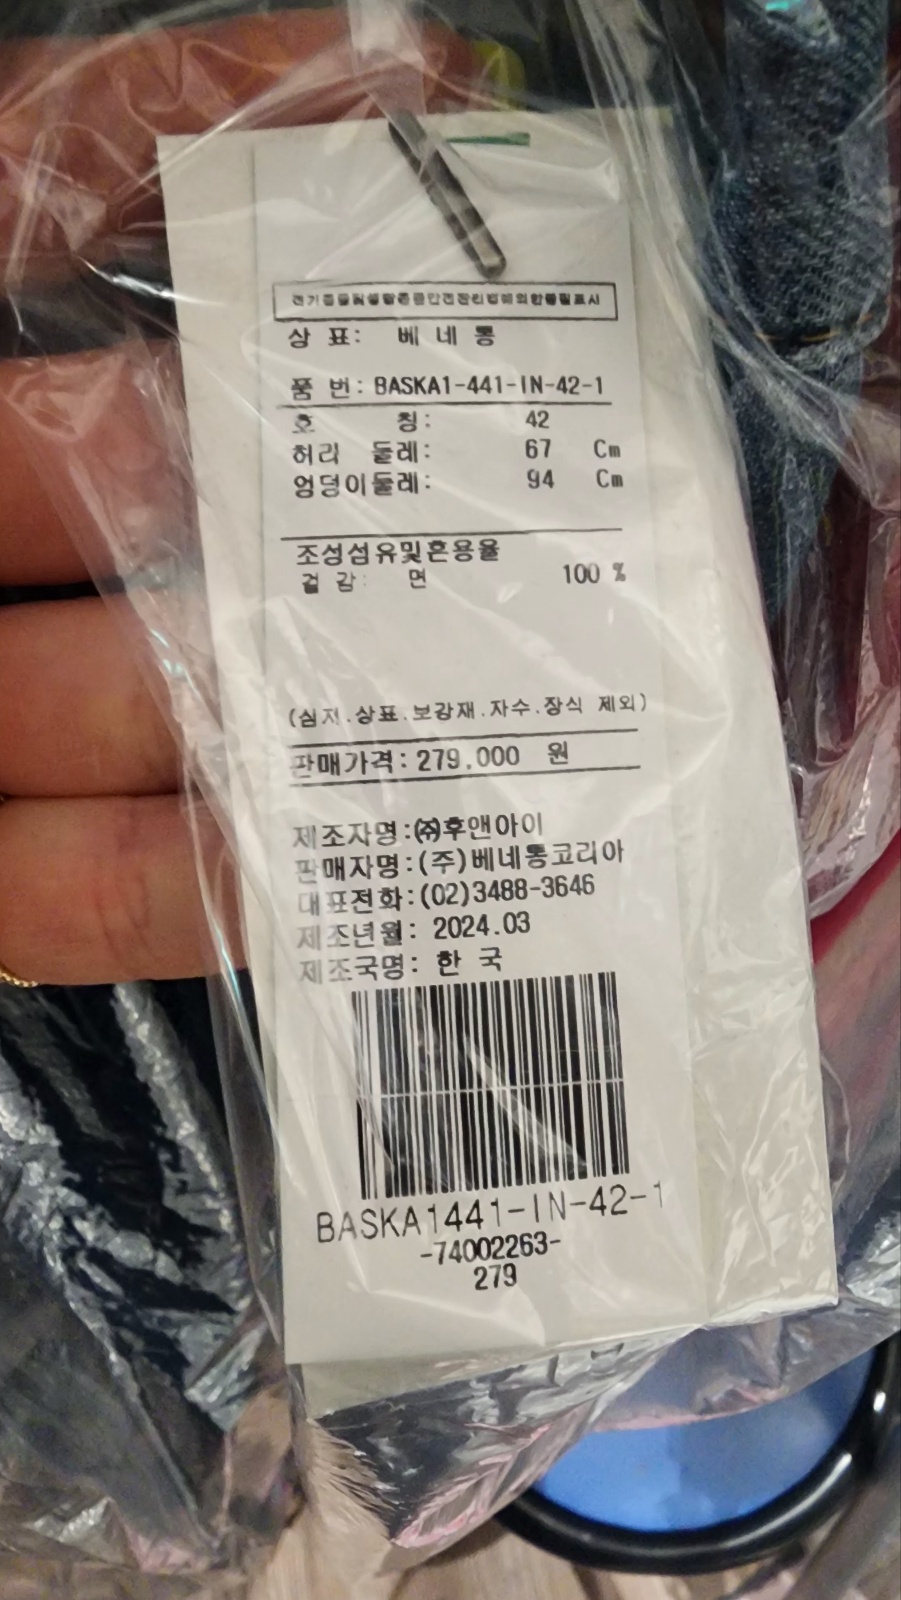 전기용품및생활용품안전관리법에의한품질표시
상 표: 베 네 통
품 번: BASKA1-441-IN-42-1
호 칭: 42
허리 둘레: 67 Cm
엉덩이둘레: 94 Cm
조성섬유및혼용율
겉 감: 면 100 %
(심지.상표.보강재.자수.장식 제외)
판매가격: 279,000 원
제조자명:㈜후앤아이
판매자명:(주)베네통코리아
대표전화:(02)3488-3646
제조년월: 2024.03
제조국명: 한 국
BASKA1441-IN-42-1
-74002263-
279